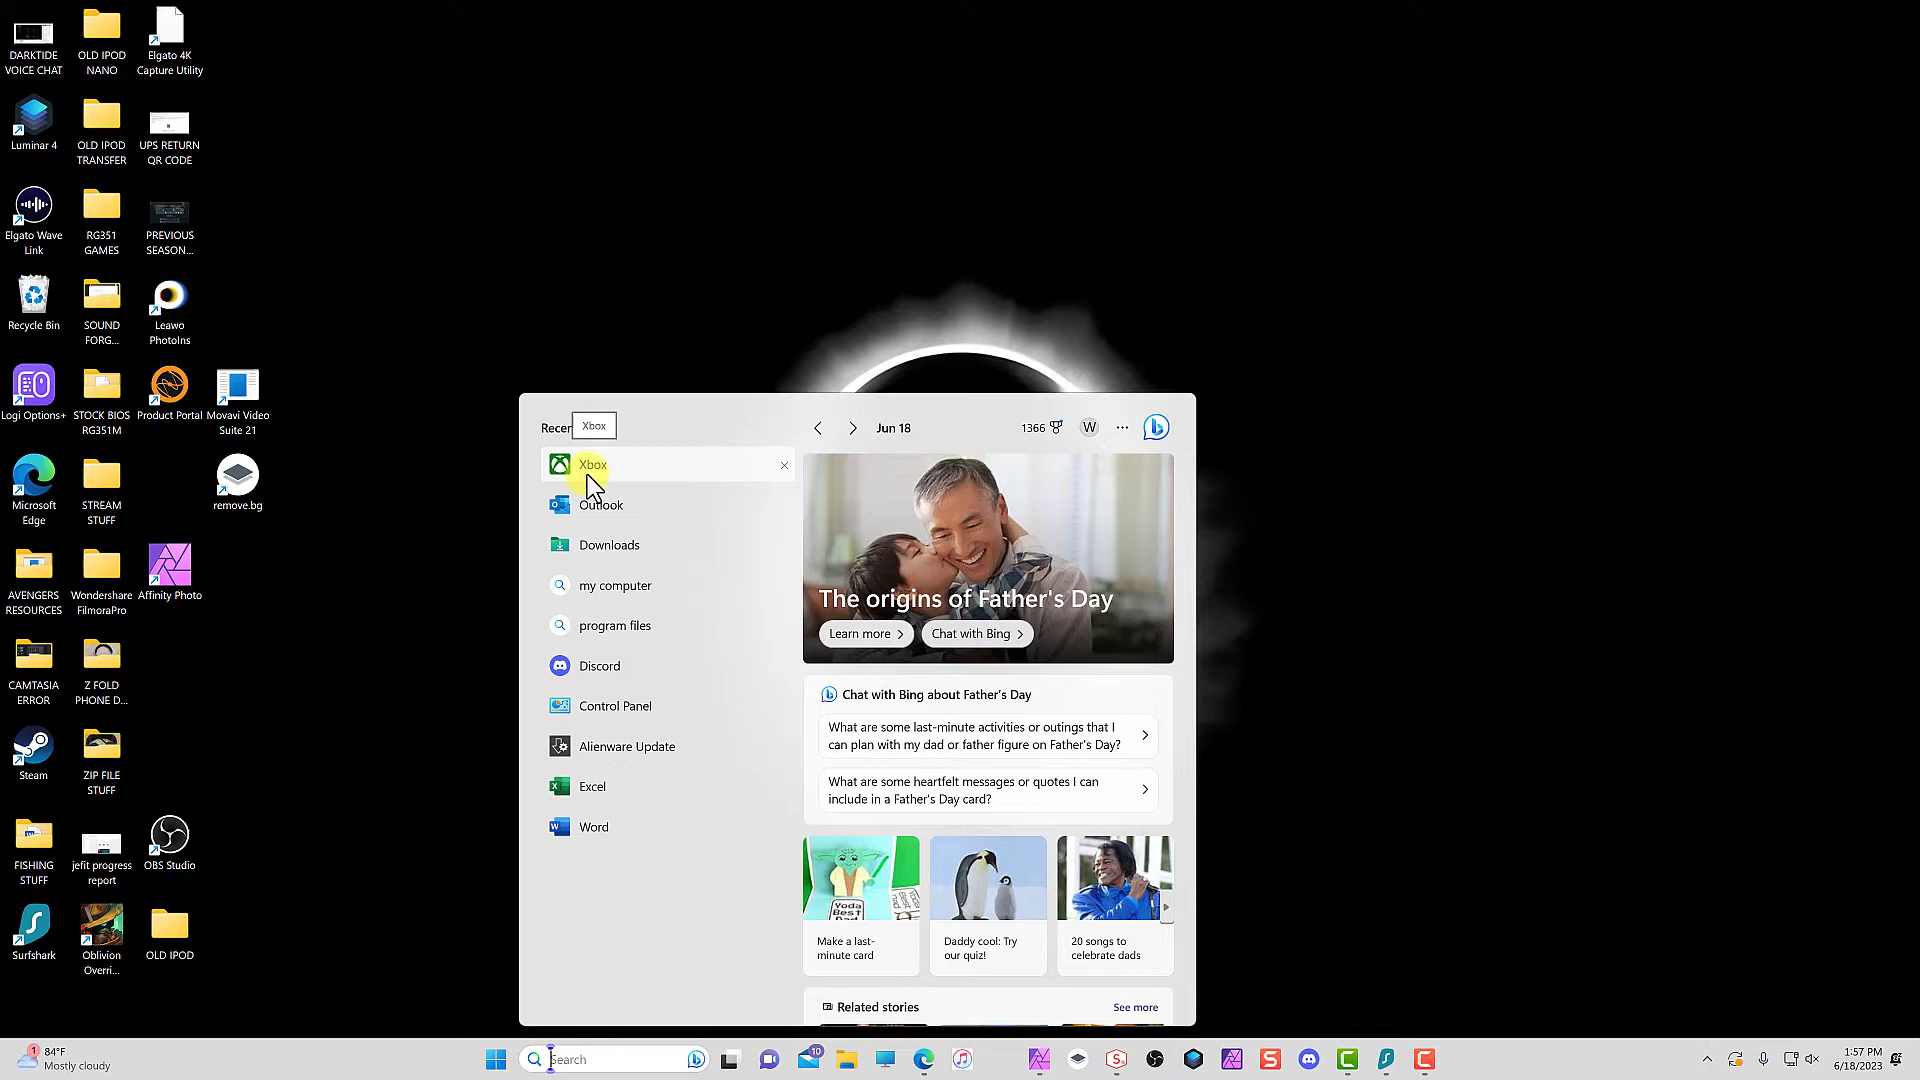 DARKTIDE
VOICE CHAT
OLD IPOD
NANO
Elgato 4K
Capture Utility
Luminar 4
OLD IPOD
TRANSFER
UPS RETURN
QR CODE
Elgato Wave
Link
RG351
GAMES
PREVIOUS
SEASON...
Recycle Bin
SOUND
FORG...
Leawo
PhotoIns
Logi Options+
STOCK BIOS
RG351M
Product Portal
Movavi Video
Suite 21
Microsoft
Edge
STREAM
STUFF
remove.bg
AVENGERS
RESOURCES
Wondershare
FilmoraPro
Affinity Photo
CAMTASIA
ERROR
Z FOLD
PHONE D...
Steam
ZIP FILE
STUFF
FISHING
STUFF
jefit progress
report
OBS Studio
Surfshark
Oblivion
Overri...
OLD IPOD
Recen
Xbox
Xbox
Outlook
Downloads
my computer
program files
Discord
Control Panel
Alienware Update
Excel
Word
Jun 18
1366
W
The origins of Father's Day
Learn more
Chat with Bing
Chat with Bing about Father's Day
What are some last-minute activities or outings that I
can plan with my dad or father figure on Father's Day?
What are some heartfelt messages or quotes I can
include in a Father's Day card?
Yoda
Best
Make a last-
minute card
Daddy cool: Try
our quiz!
20 songs to
celebrate dads
Related stories
See more
1
84°F
Mostly cloudy
Search
10
1:57 PM
6/18/2023